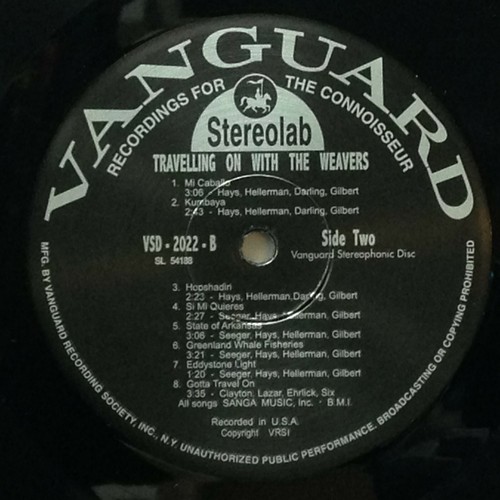 VANGUARD
RECORDINGS FOR THE CONNOISSEUR
Stereolab
TRAVELLING ON WITH THE WEAVERS
1. Mi Caballo
3:06 - Hays, Hellerman, Darling, Gilbert
2. Kumbaya
2:43 - Hays, Hellerman, Darling, Gilbert
VSD - 2022 - B
SL 54188
Side Two
Vanguard Stereophonic Disc
3. Hopshadiri
2:23 - Hays, Hellerman, Darling, Gilbert
4. Si Mi Quieres
2:27 - Seeger, Hays, Hellerman, Gilbert
5. State of Arkansas
3:06 - Seeger, Hays, Hellerman, Gilbert
6. Greenland Whale Fisheries
3:21 - Seeger, Hays, Hellerman, Gilbert
7. Eddystone Light
1:20 - Seeger, Hays, Hellerman, Gilbert
8. Gotta Travel On
3:35 - Clayton, Lazar, Ehrlick, Six
All songs SANGA MUSIC, Inc. · B.M.I.
Recorded in U.S.A.
Copyright VRSI
MFG. BY VANGUARD RECORDING SOCIETY, INC., N.Y. UNAUTHORIZED PUBLIC PERFORMANCE, BROADCASTING OR COPYING PROHIBITED